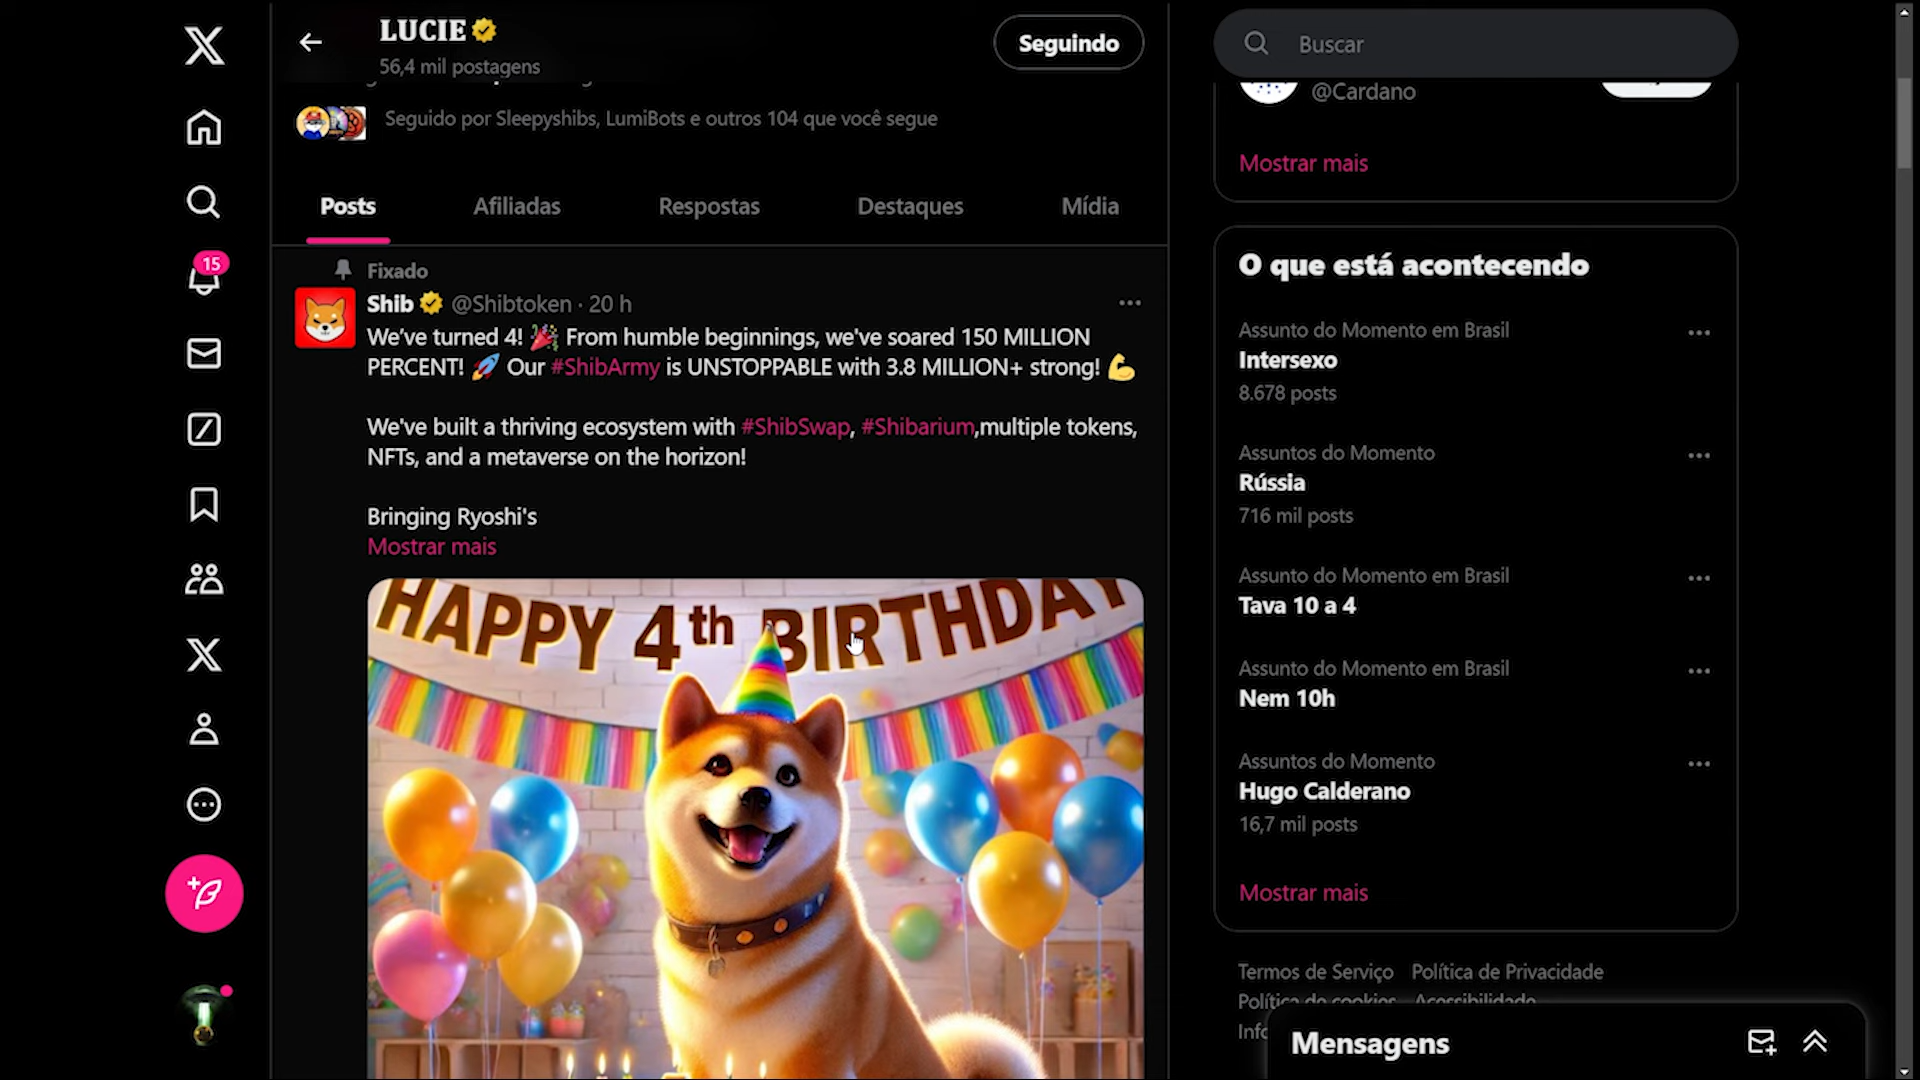 LUCIE
56,4 mil postagens
Seguindo
Seguido por Sleepyshibs, LumiBots e outros 104 que você segue
Posts
Afiliadas
Respostas
Destaques
Mídia
15
Fixado
Shib @Shibtoken · 20 h
We’ve turned 4! 🎉 From humble beginnings, we've soared 150 MILLION
PERCENT! 🚀 Our #ShibArmy is UNSTOPPABLE with 3.8 MILLION+ strong! 💪
We've built a thriving ecosystem with #ShibSwap, #Shibarium,multiple tokens,
NFTs, and a metaverse on the horizon!
Bringing Ryoshi's
Mostrar mais
HAPPY 4th BIRTHDAY
Buscar
@Cardano
Mostrar mais
O que está acontecendo
Assunto do Momento em Brasil
Intersexo
8.678 posts
Assuntos do Momento
Rússia
716 mil posts
Assunto do Momento em Brasil
Tava 10 a 4
Assunto do Momento em Brasil
Nem 10h
Assuntos do Momento
Hugo Calderano
16,7 mil posts
Mostrar mais
Termos de Serviço Política de Privacidade
Política de cookies Acessibilidade
Mensagens